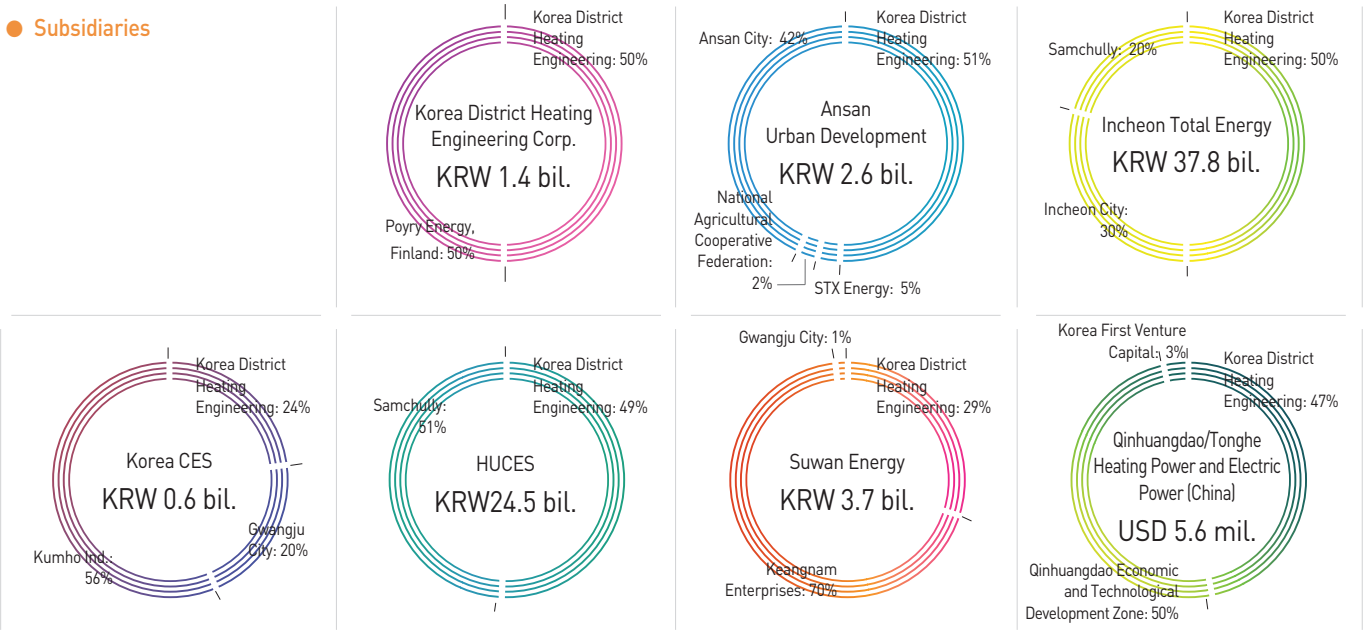 Subsidiaries
Korea District
Heating
Engineering: 50%
Korea District Heating
Engineering Corp.
KRW 1.4 bil.
Poyry Energy,
Finland: 50%
Korea District
Heating
Engineering: 51%
Ansan City: 42%
Ansan
Urban Development
KRW 2.6 bil.
National
Agricultural
Cooperative
Federation:
2%
STX Energy: 5%
Korea District
Heating
Engineering: 50%
Samchully: 20%
Incheon Total Energy
KRW 37.8 bil.
Incheon City:
30%
Korea District
Heating
Engineering: 24%
Korea CES
KRW 0.6 bil.
Gwangju
City: 20%
Kumho Ind.:
56%
Korea District
Heating
Engineering: 49%
Samchully:
51%
HUCES
KRW24.5 bil.
Gwangju City: 1%
Korea District
Heating
Engineering: 29%
Suwan Energy
KRW 3.7 bil.
Keangnam
Enterprises: 70%
Korea First Venture
Capital: 3%
Korea District
Heating
Engineering: 47%
Qinhuangdao/Tonghe
Heating Power and Electric
Power (China)
USD 5.6 mil.
Qinhuangdao Economic
and Technological
Development Zone: 50%